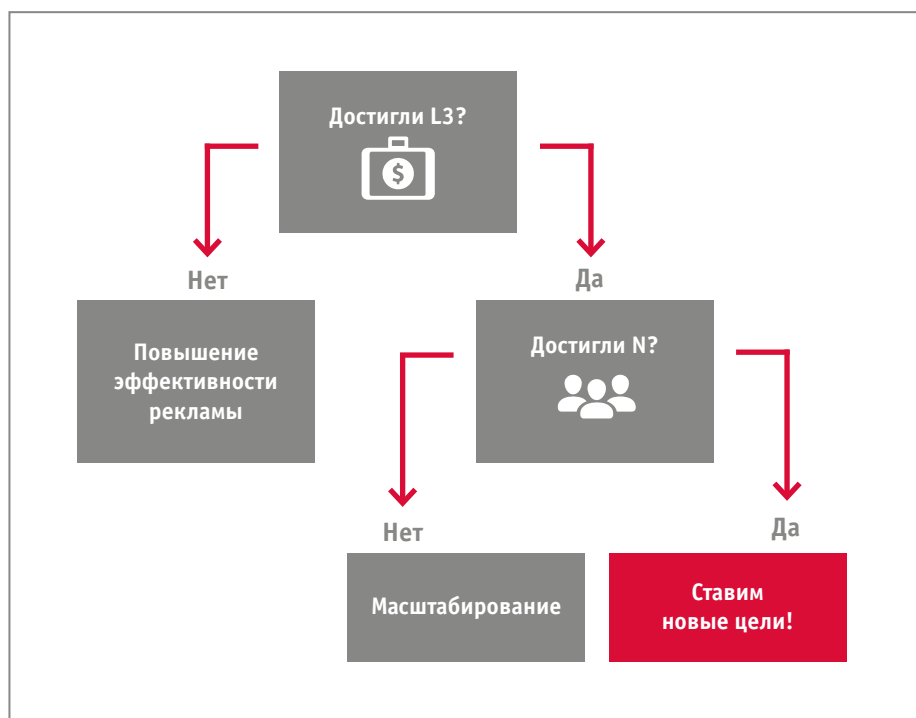 Достигли L3?
$
Нет
Да
Повышение
эффективности
рекламы
Достигли N?
Нет
Да
Масштабирование
Ставим
новые цели!